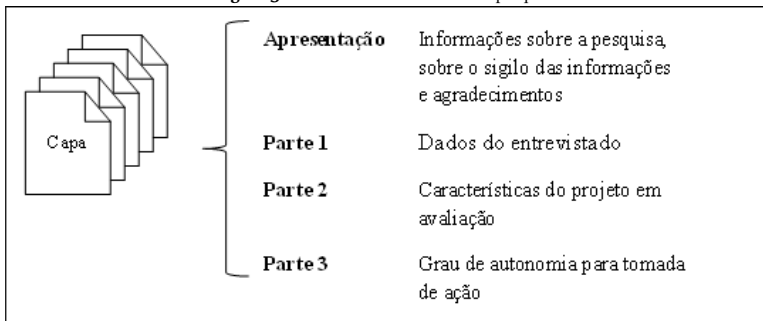 Capa
Apresentação Informações sobre a pesquisa,
sobre o sigilo das informações
e agradecimentos
Parte 1 Dados do entrevistado
Parte 2 Características do projeto em
avaliação
Parte 3 Grau de autonomia para tomada
de ação